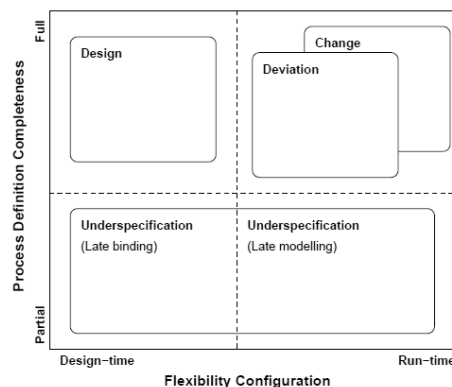 Full
Process Definition Completeness
Partial
Design
Change
Deviation
Underspecification
(Late binding)
Underspecification
(Late modelling)
Design−time
Run−time
Flexibility Configuration